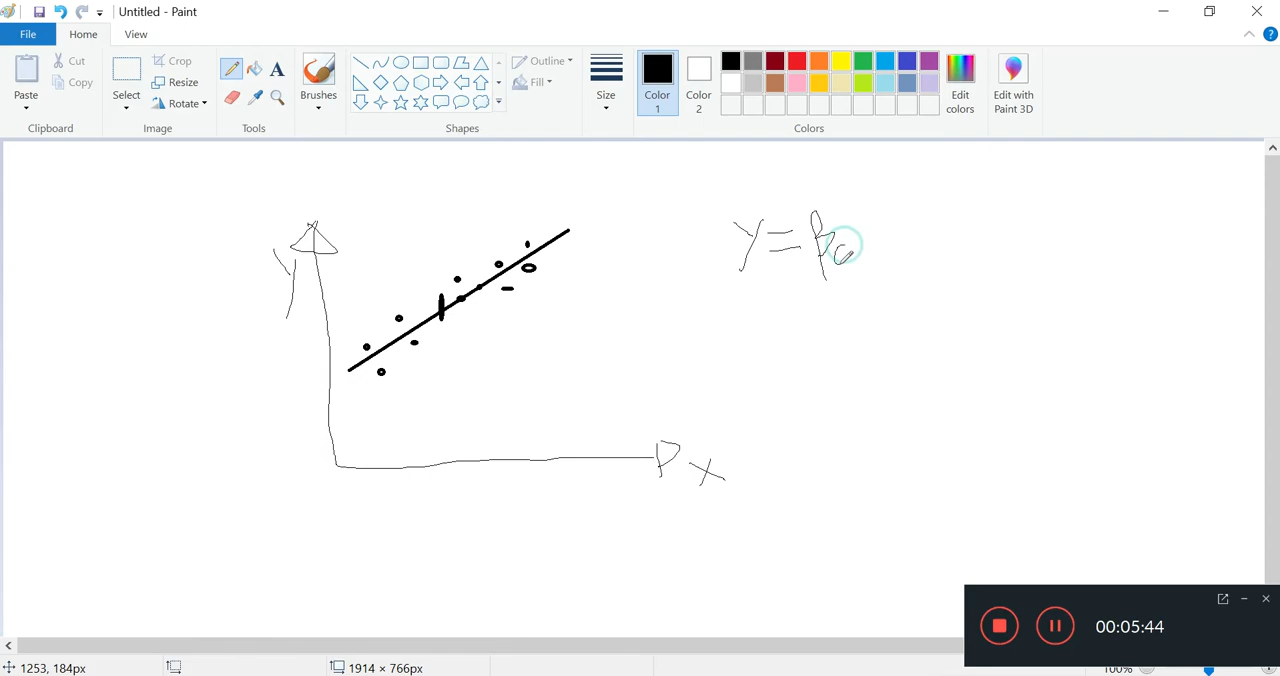 Untitled - Paint
File Home View
Paste
Cut
Copy
Clipboard
Select
Crop
Resize
Rotate
Image
A
Tools
Brushes
Outline
Fill
Shapes
Size
Color 1
Color 2
Edit colors
Colors
Edit with Paint 3D
?
Y
X
y = β0
00:05:44
1253, 184px
1914 × 766px
100%